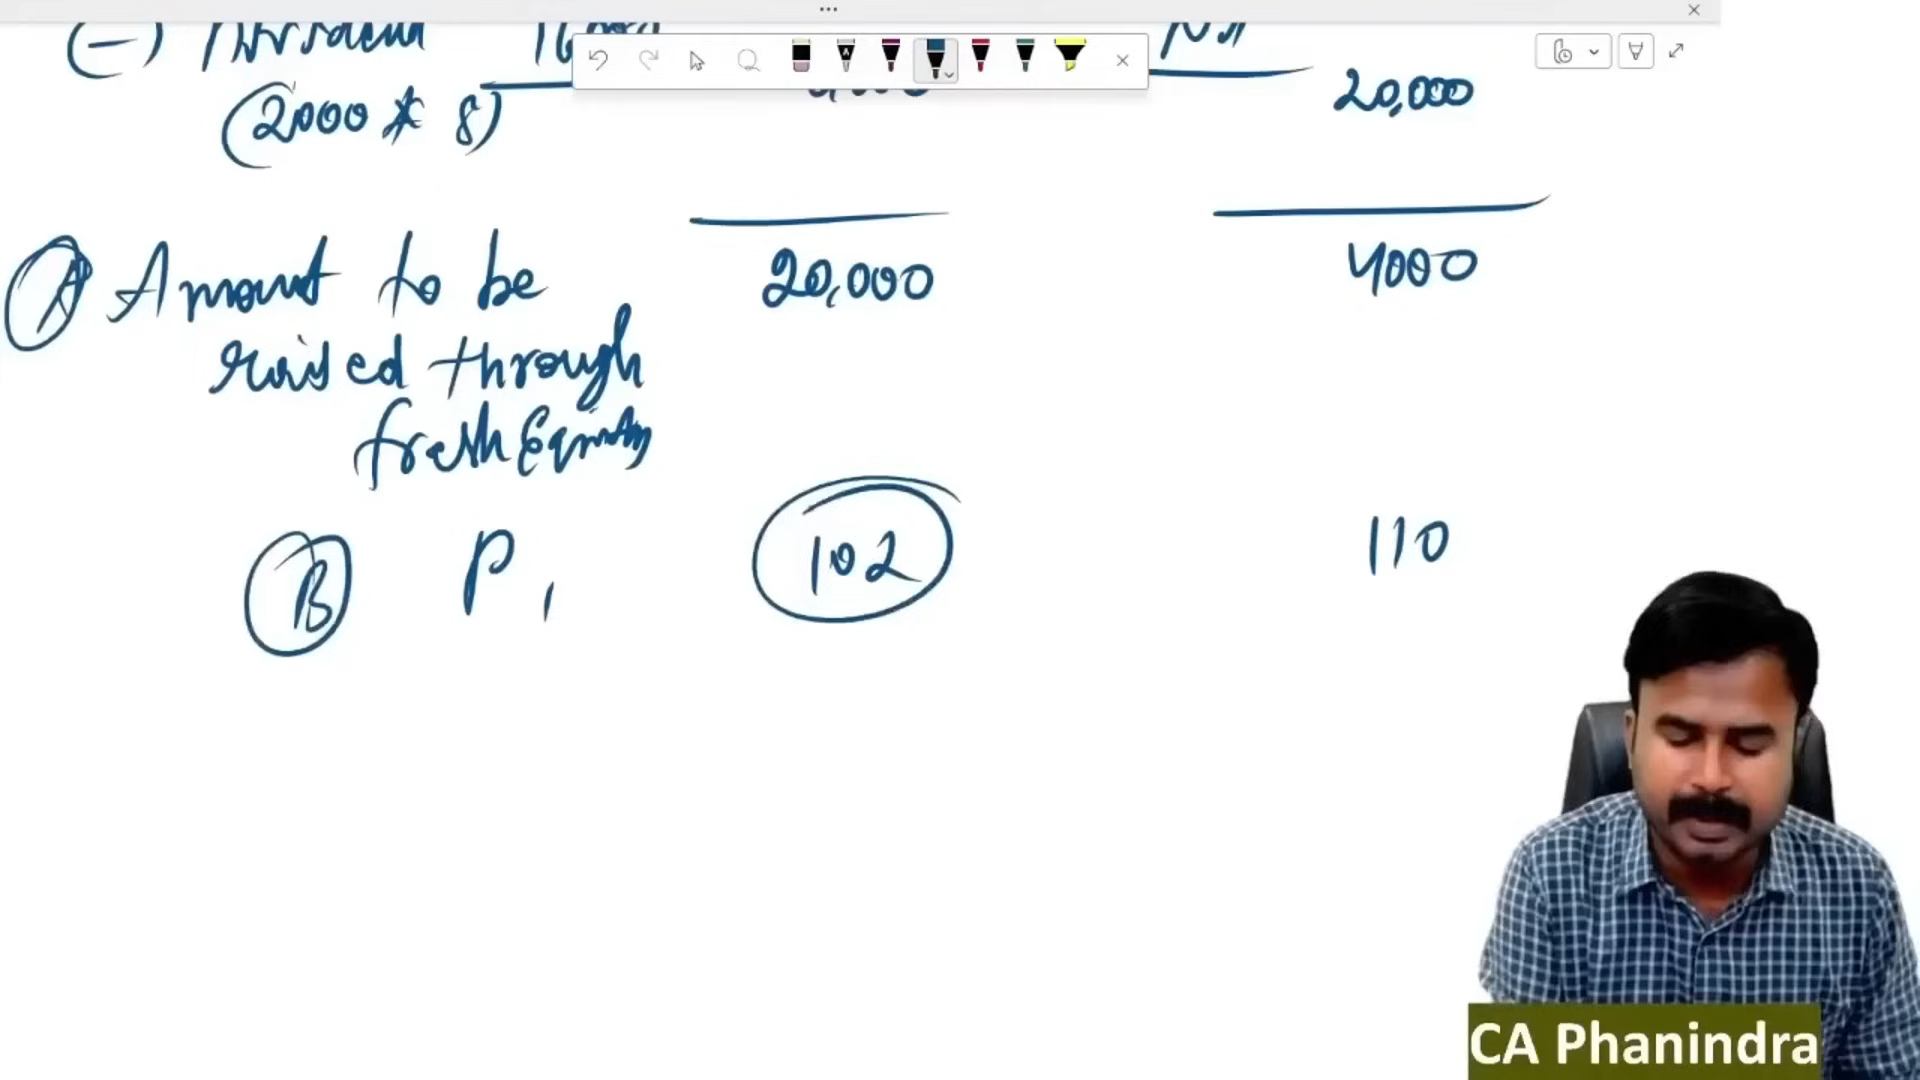 (-) Dividend
20,000
(2000 * 8)
A Amount to be 20,000 4000
raised through
fresh Equity
B P1 102 110
CA Phanindra